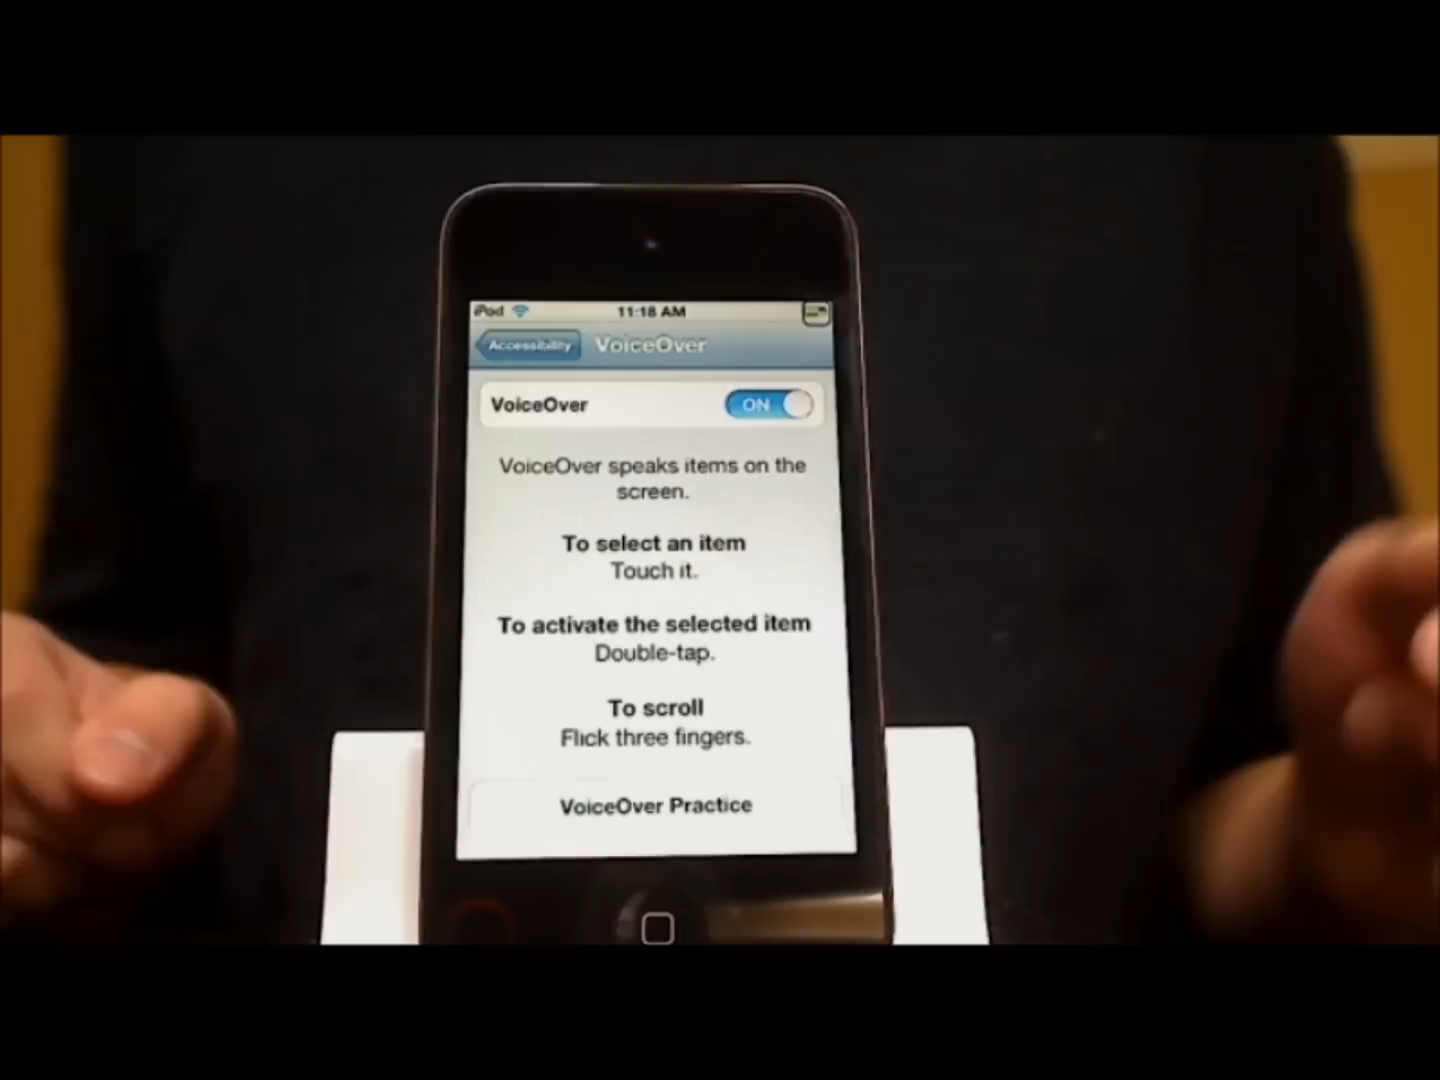 iPod 11:18 AM
Accessibility VoiceOver
VoiceOver ON
VoiceOver speaks items on the
screen.
To select an item
Touch it.
To activate the selected item
Double-tap.
To scroll
Flick three fingers.
VoiceOver Practice